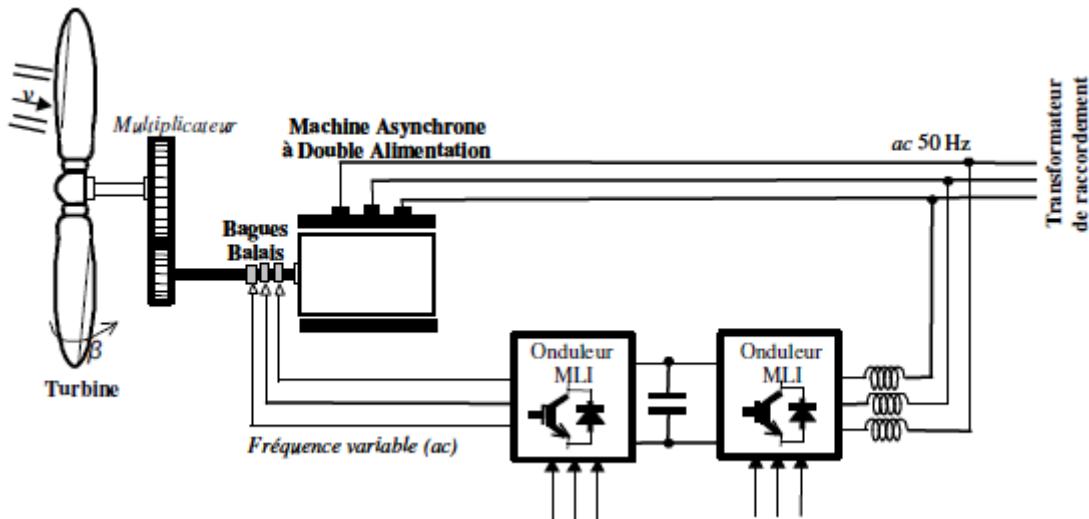 v
Multiplicateur
Machine Asynchrone
à Double Alimentation
ac 50 Hz
Transformateur
de raccordement
Bagues
Balais
β
Turbine
Onduleur
MLI
Onduleur
MLI
Fréquence variable (ac)